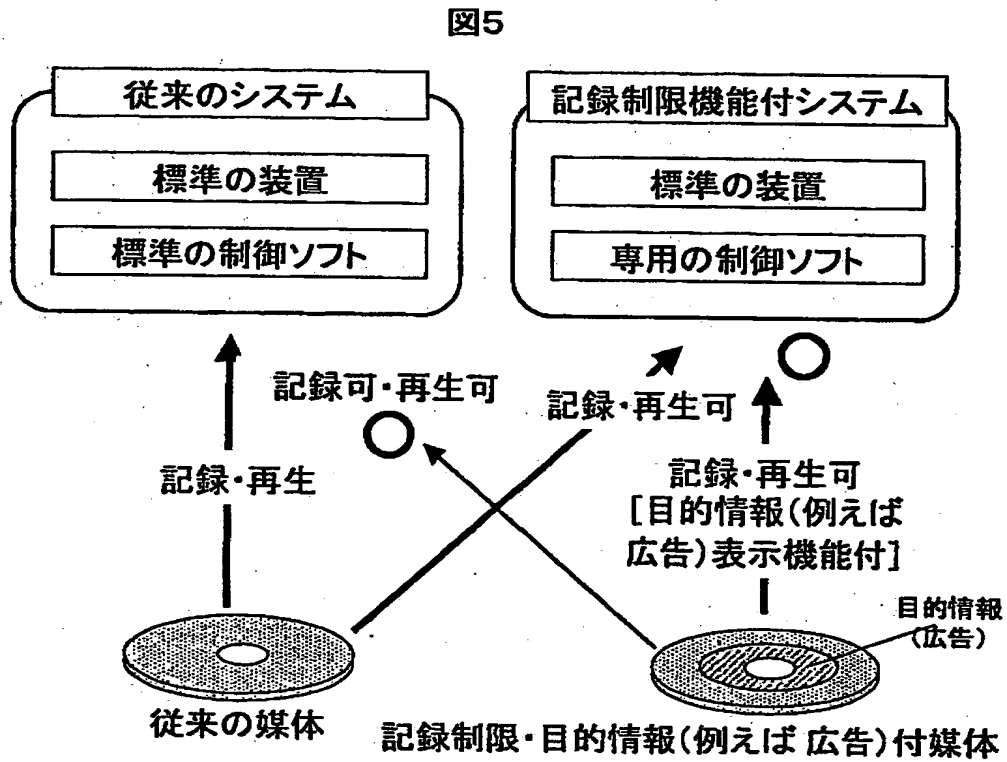 図5
従来のシステム
標準の装置
標準の制御ソフト
記録制限機能付システム
標準の装置
専用の制御ソフト
記録可・再生可
記録・再生可
記録・再生
記録・再生可
[目的情報(例えば
広告)表示機能付]
目的情報
(広告)
従来の媒体
記録制限・目的情報(例えば 広告)付媒体